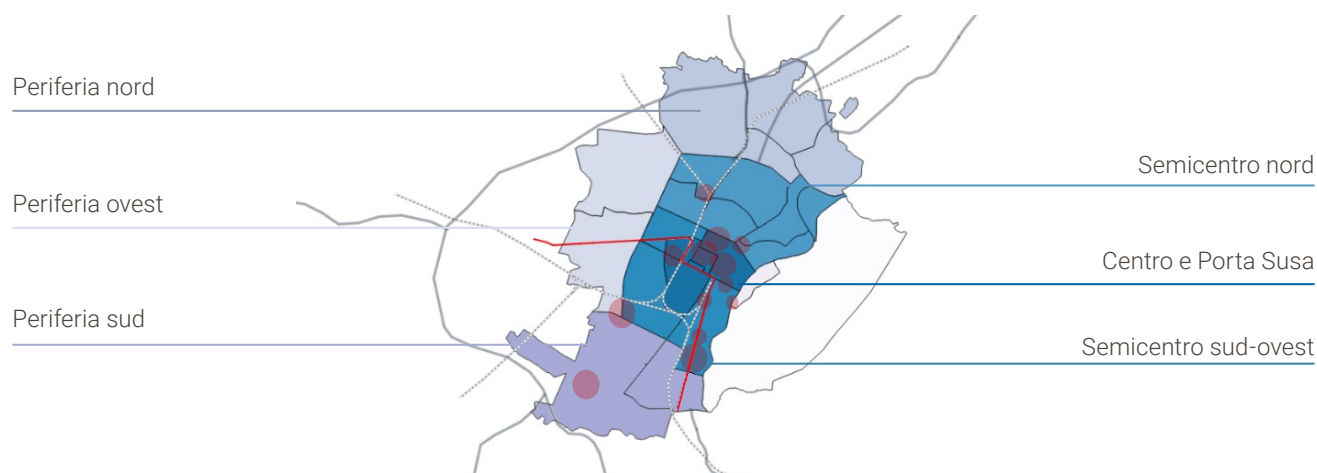 Periferia nord
Periferia ovest
Periferia sud
Semicentro nord
Centro e Porta Susa
Semicentro sud-ovest